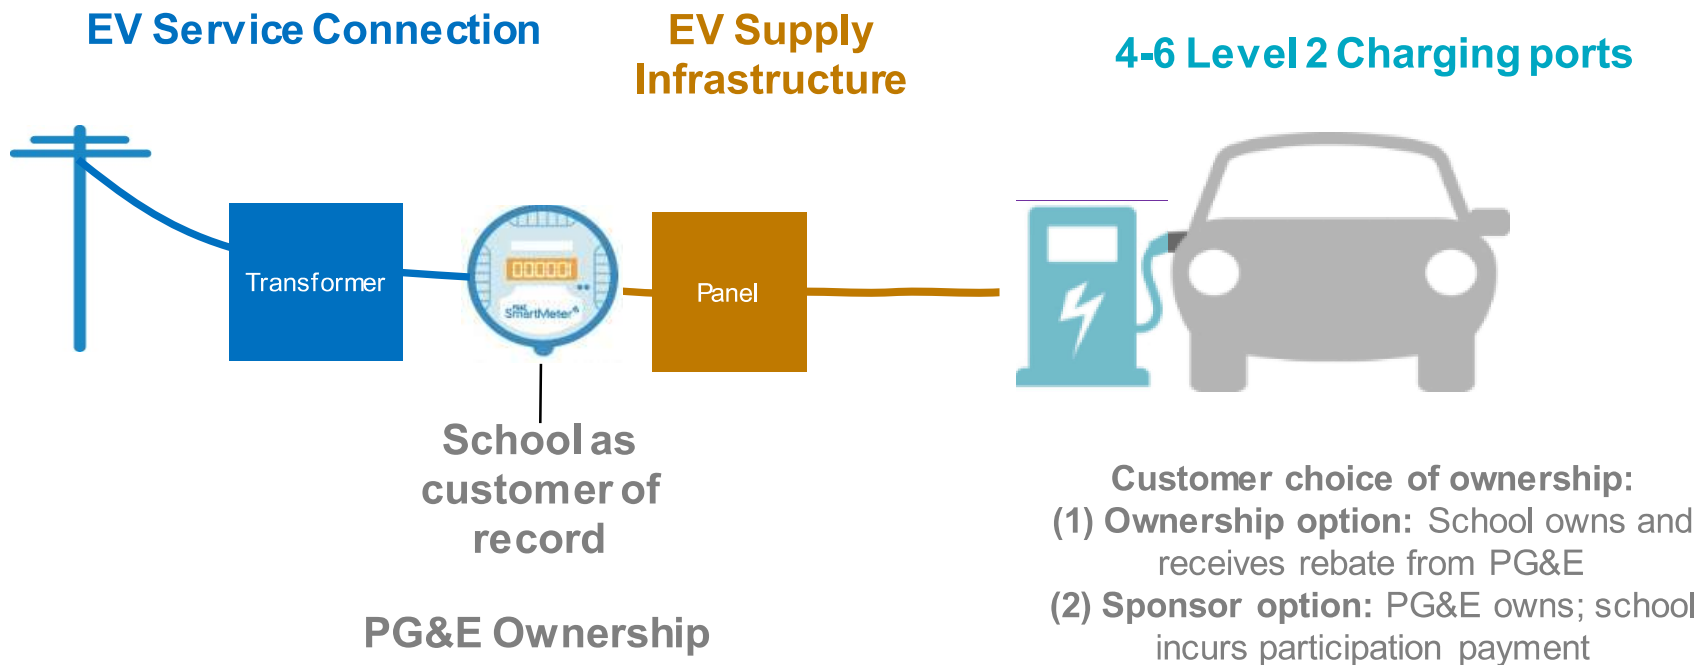 EV Service Connection
EV Supply
Infrastructure
4-6 Level 2 Charging ports
Transformer
000001
PG&E
SmartMeter
Panel
School as
customer of
record
PG&E Ownership
Customer choice of ownership:
(1) Ownership option: School owns and
receives rebate from PG&E
(2) Sponsor option: PG&E owns; school
incurs participation payment